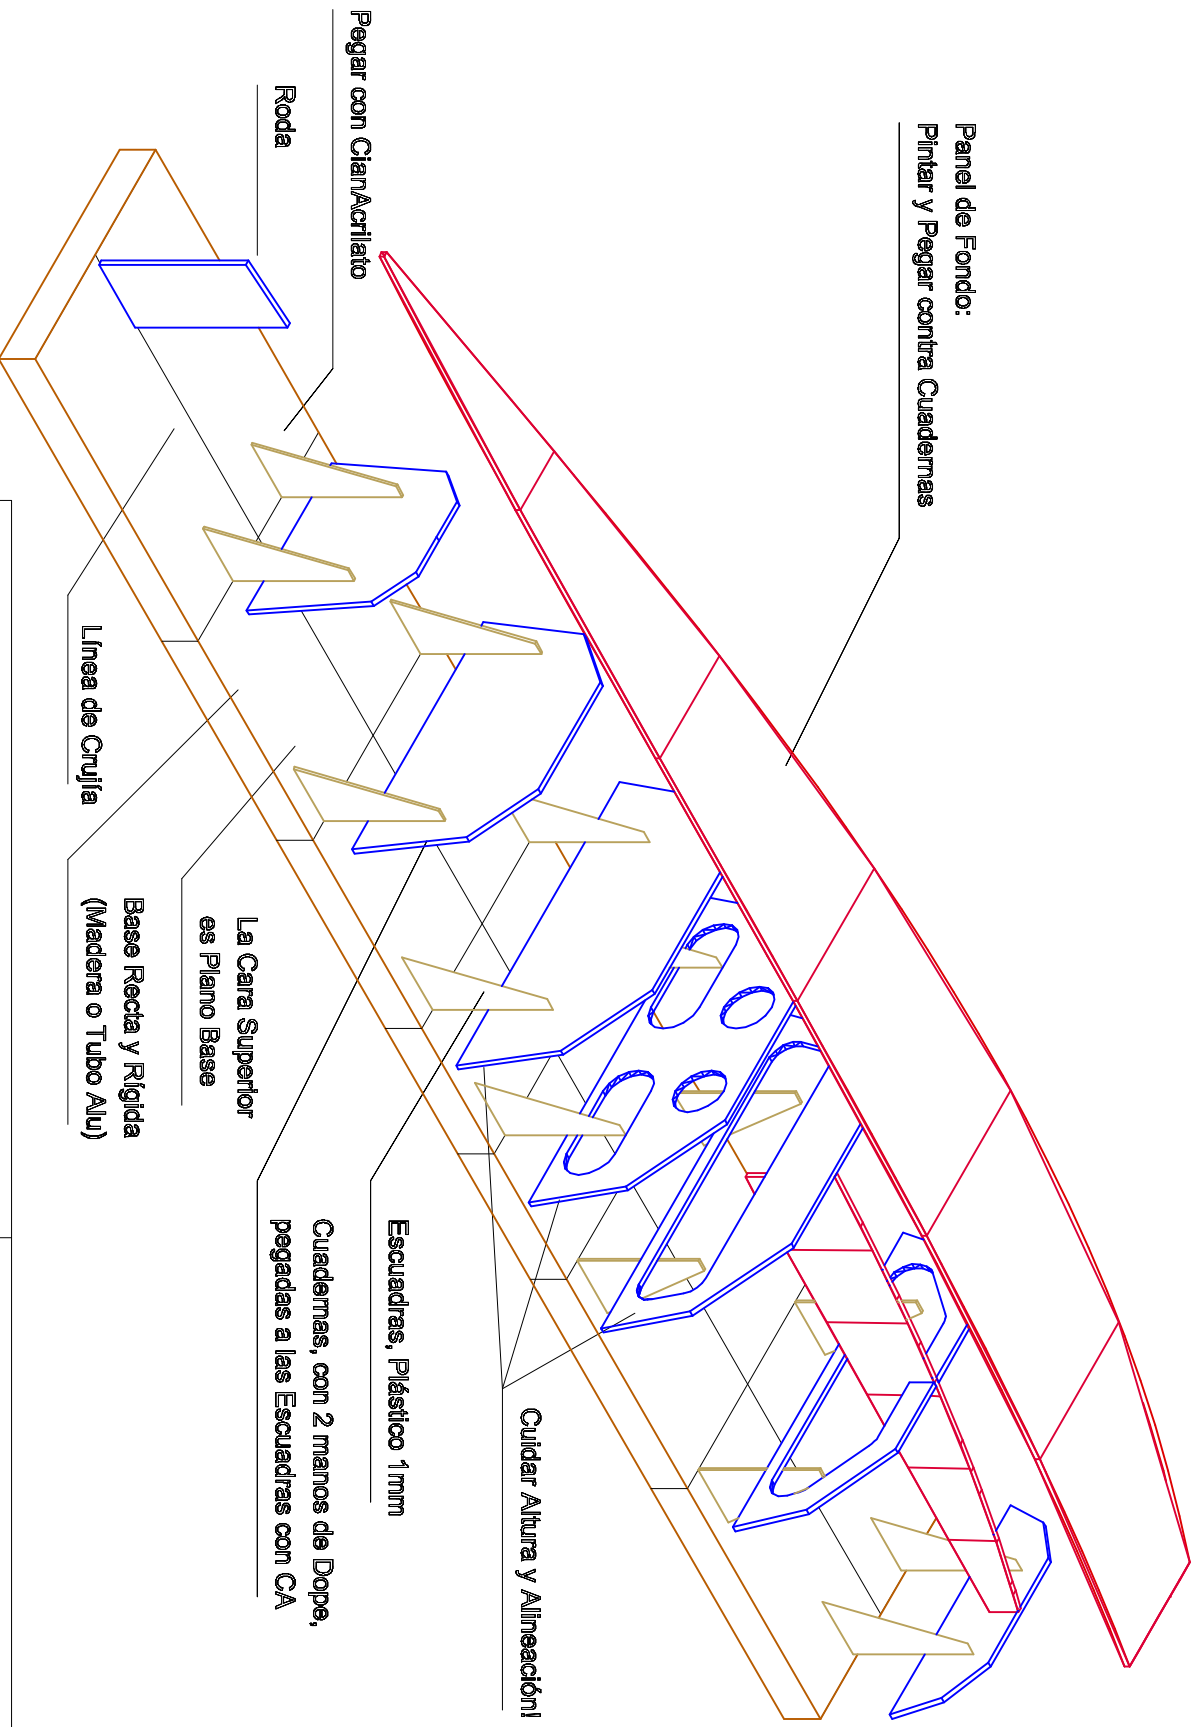 Panel de Fondo:
Pintar y Pegar contra Cuadernas
Pegar con CianAcrilato
Roda
Cuidar Altura y Alineación!
Escuadras, Plástico 1mm
Cuadernas, con 2 manos de Dope,
pegadas a las Escuadras con CA
La Cara Superior
es Plano Base
Base Recta y Rígida
(Madera o Tubo Alu)
Línea de Crujía